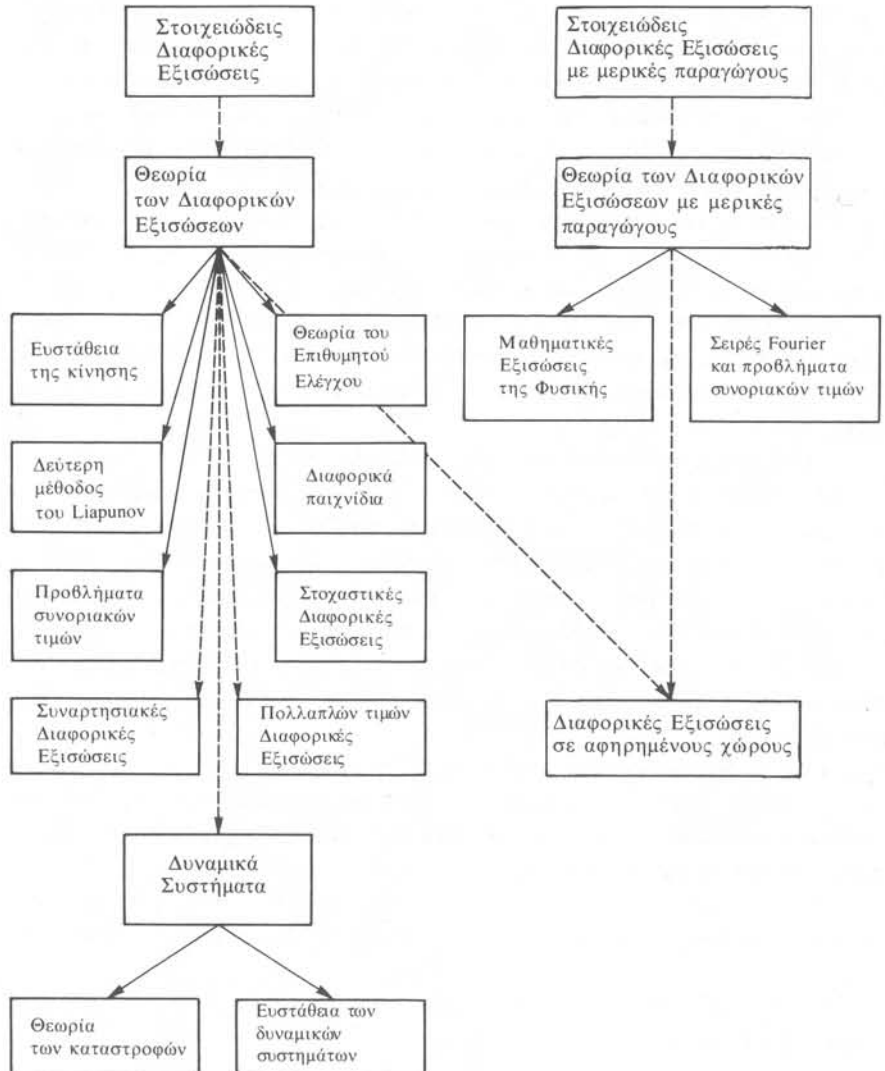 Στοιχειώδεις
Διαφορικές
Εξισώσεις
Στοιχειώδεις
Διαφορικές Εξισώσεις
με μερικές παραγώγους
Θεωρία
των Διαφορικών
Εξισώσεων
Θεωρία των Διαφορικών
Εξισώσεων με μερικές
παραγώγους
Ευστάθεια
της κίνησης
Θεωρία του
Επιθυμητού
Ελέγχου
Μαθηματικές
Εξισώσεις
της Φυσικής
Σειρές Fourier
και προβλήματα
συνοριακών τιμών
Δεύτερη
μέθοδος
του Liapunov
Διαφορικά
παιχνίδια
Προβλήματα
συνοριακών
τιμών
Στοχαστικές
Διαφορικές
Εξισώσεις
Συναρτησιακές
Διαφορικές
Εξισώσεις
Πολλαπλών τιμών
Διαφορικές
Εξισώσεις
Διαφορικές Εξισώσεις
σε αφηρημένους χώρους
Δυναμικά
Συστήματα
Θεωρία
των καταστροφών
Ευστάθεια των
δυναμικών
συστημάτων